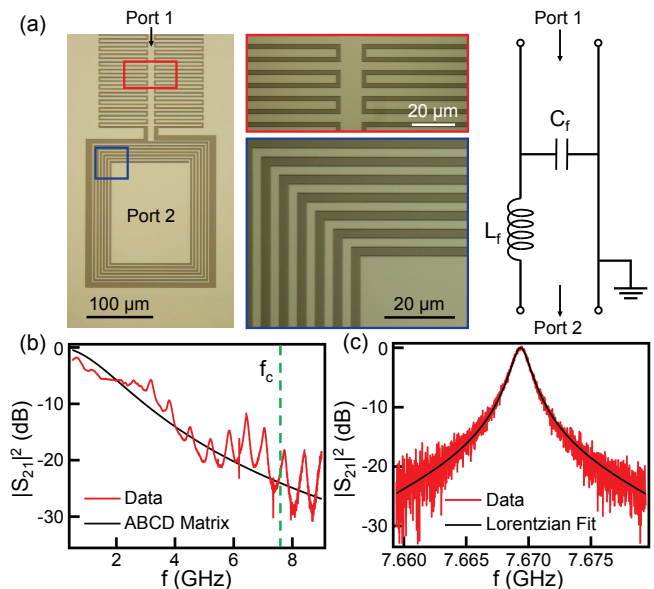 (a)
Port 1
Port 2
100 µm
20 µm
20 µm
Port 1
C_f
L_f
Port 2
(b)
0
-10
-20
-30
|S₂₁|² (dB)
f_c
Data
ABCD Matrix
2
4
6
8
f (GHz)
(c)
0
-10
-20
-30
|S₂₁|² (dB)
Data
Lorentzian Fit
7.660
7.665
7.670
7.675
f (GHz)